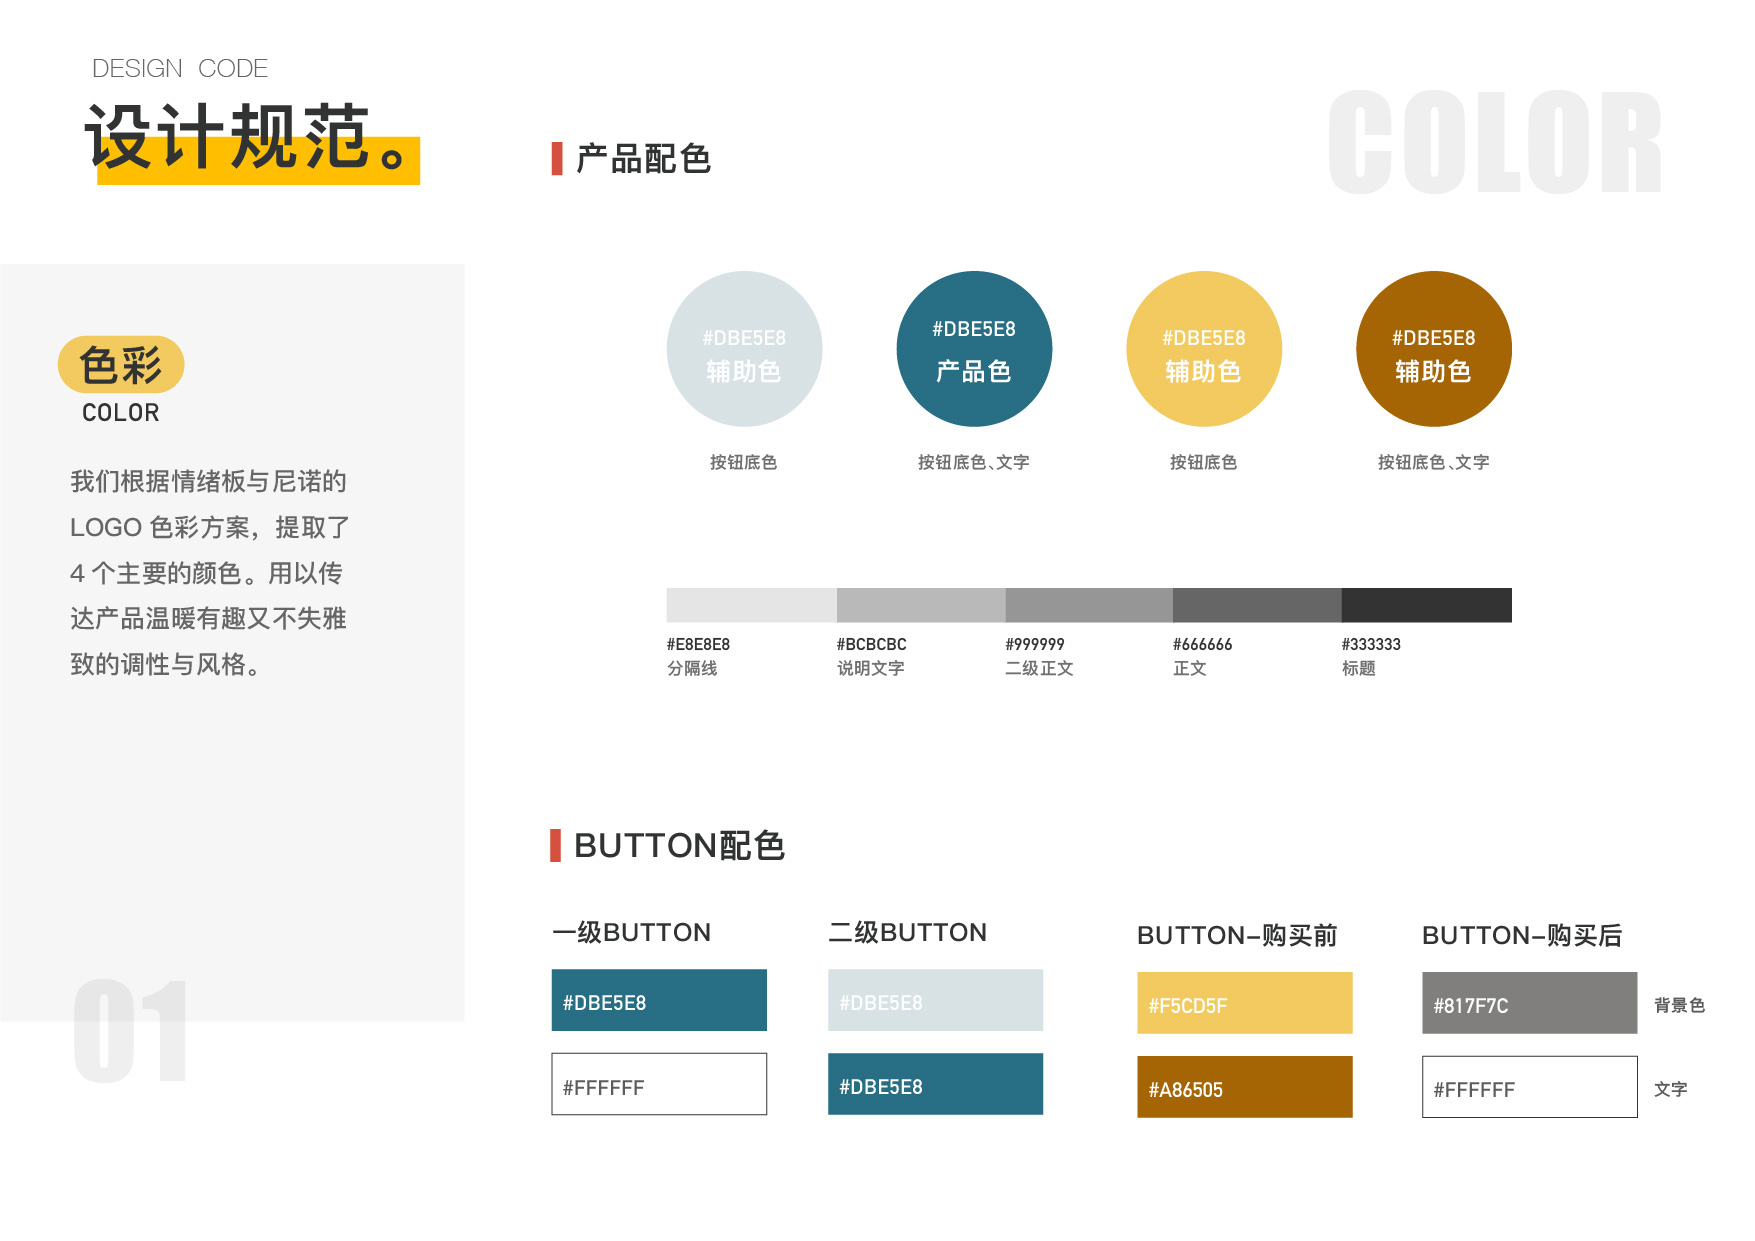 DESIGN CODE
设计规范。
COLOR
产品配色
色彩
COLOR
我们根据情绪板与尼诺的
LOGO 色彩方案，提取了
4 个主要的颜色。用以传
达产品温暖有趣又不失雅
致的调性与风格。
01
#DBE5E8
辅助色
按钮底色
#DBE5E8
产品色
按钮底色、文字
#DBE5E8
辅助色
按钮底色
#DBE5E8
辅助色
按钮底色、文字
#E8E8E8
分隔线
#BCBCBC
说明文字
#999999
二级正文
#666666
正文
#333333
标题
BUTTON配色
一级BUTTON
#DBE5E8
#FFFFFF
二级BUTTON
#DBE5E8
#DBE5E8
BUTTON–购买前
#F5CD5F
#A86505
BUTTON–购买后
#817F7C
背景色
#FFFFFF
文字